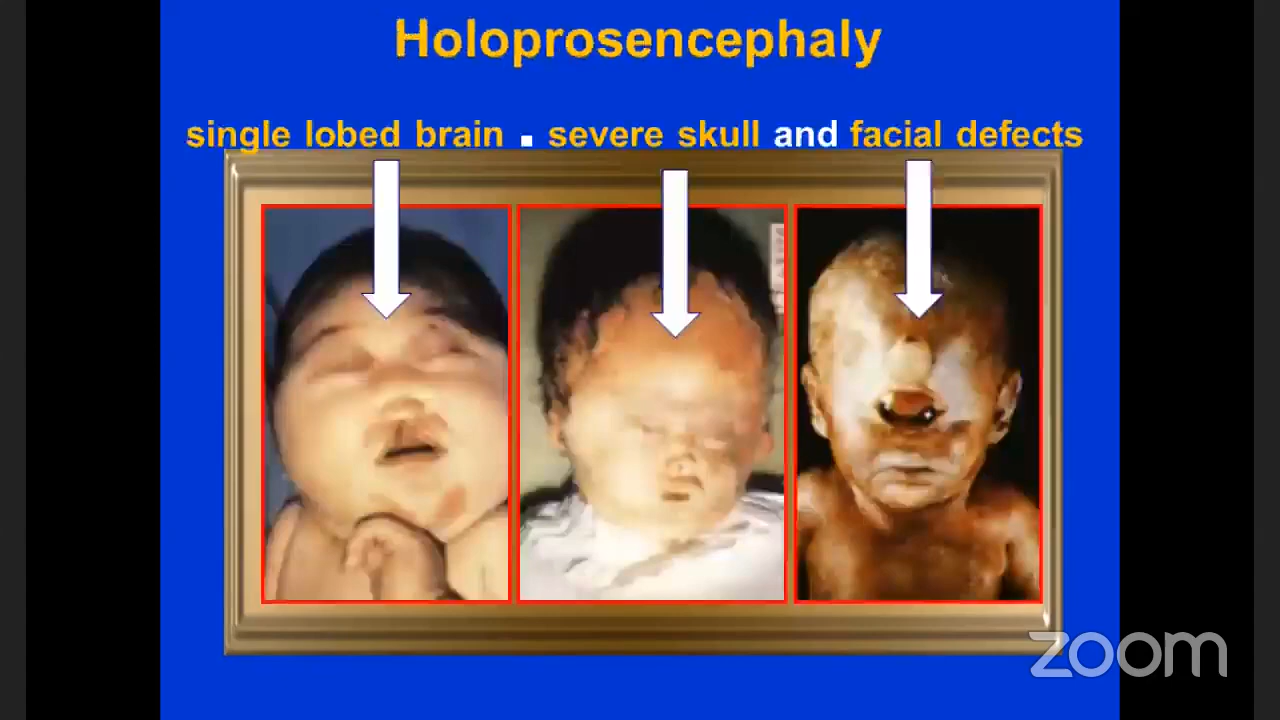 Holoprosencephaly
single lobed brain . severe skull and facial defects
zoom